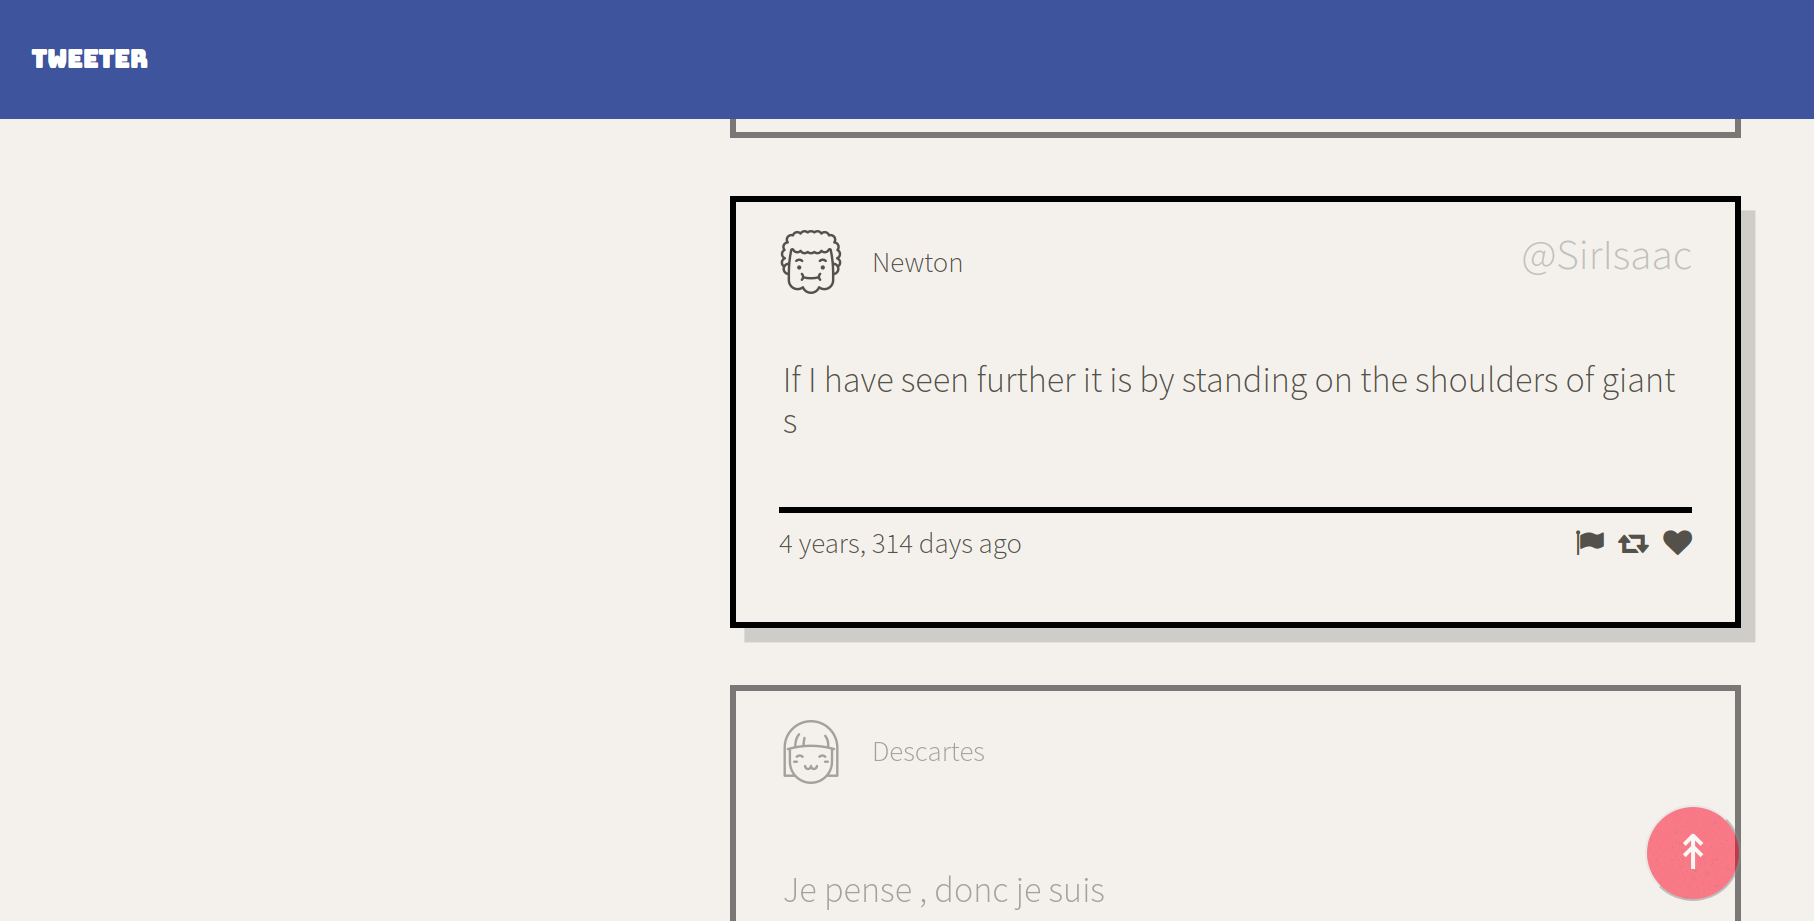 TWEETER
Newton
@SirIsaac
If I have seen further it is by standing on the shoulders of giant
s
4 years, 314 days ago
Descartes
Je pense , donc je suis